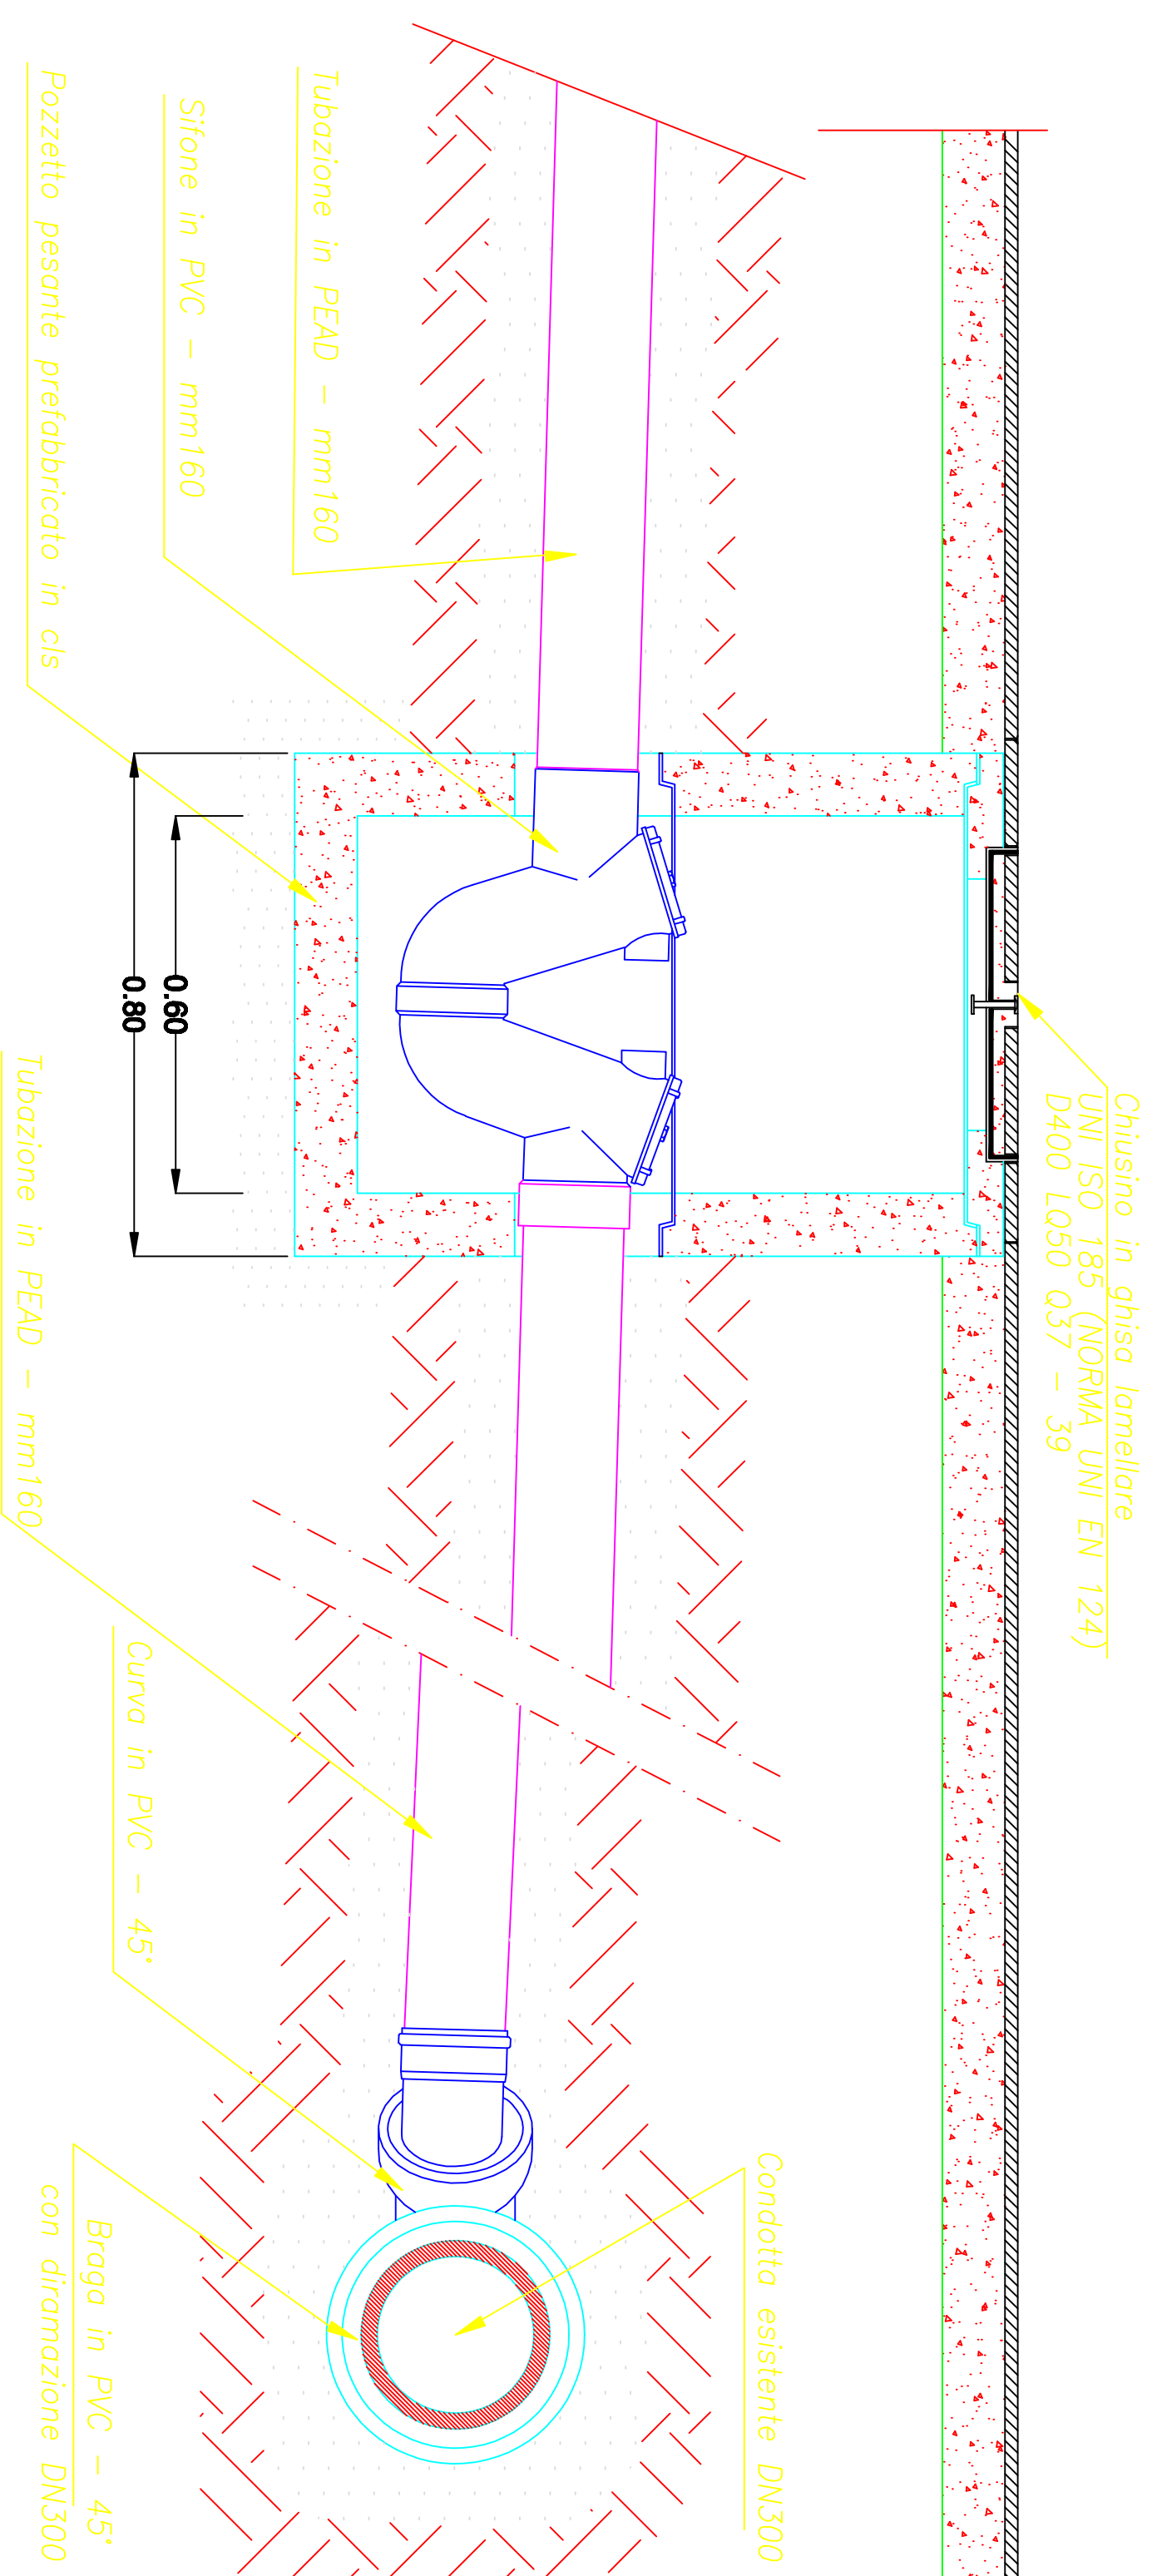 Chiusino in ghisa lamellare
UNI ISO 185 (NORMA UNI EN 124)
D400 LQ50 Q37 - 39
Condotta esistente DN300
Tubazione in PEAD - mm160
Sifone in PVC - mm160
Pozzetto pesante prefabbricato in cls
0.60
0.80
Tubazione in PEAD - mm160
Curva in PVC - 45°
Braga in PVC - 45°
con diramazione DN300